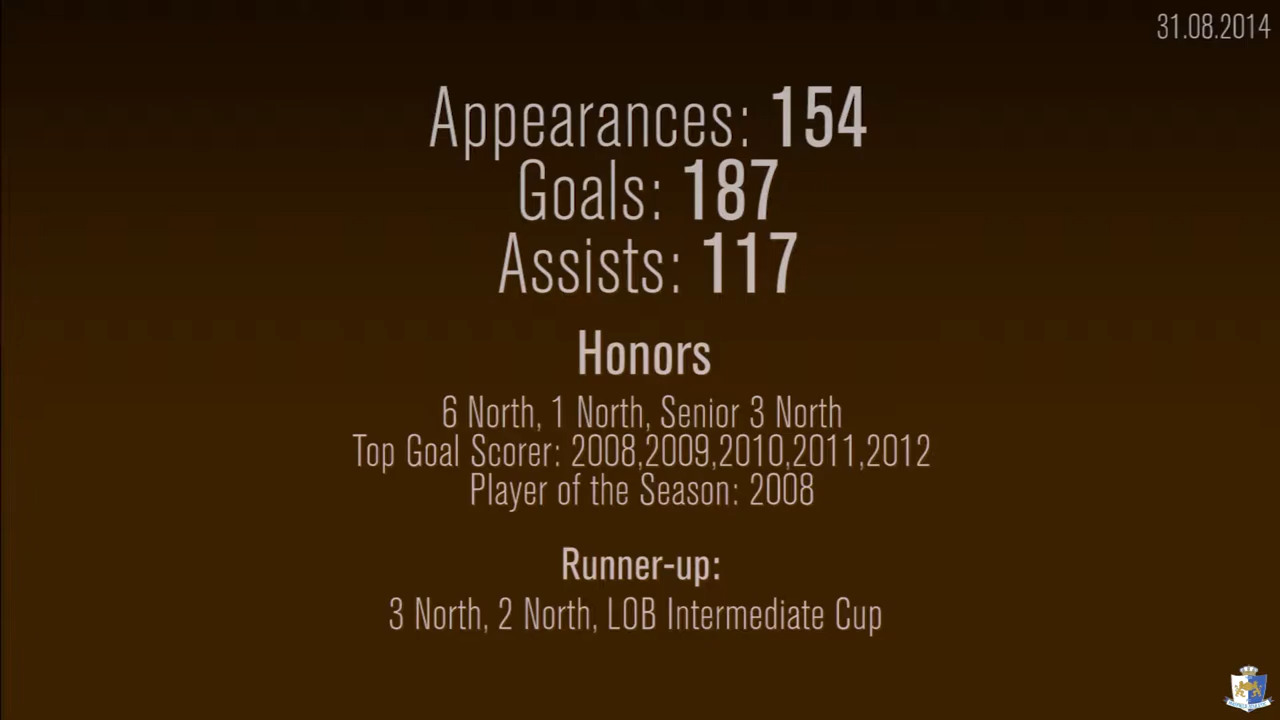 31.08.2014
Appearances: 154
Goals: 187
Assists: 117
Honors
6 North, 1 North, Senior 3 North
Top Goal Scorer: 2008,2009,2010,2011,2012
Player of the Season: 2008
Runner-up:
3 North, 2 North, LOB Intermediate Cup